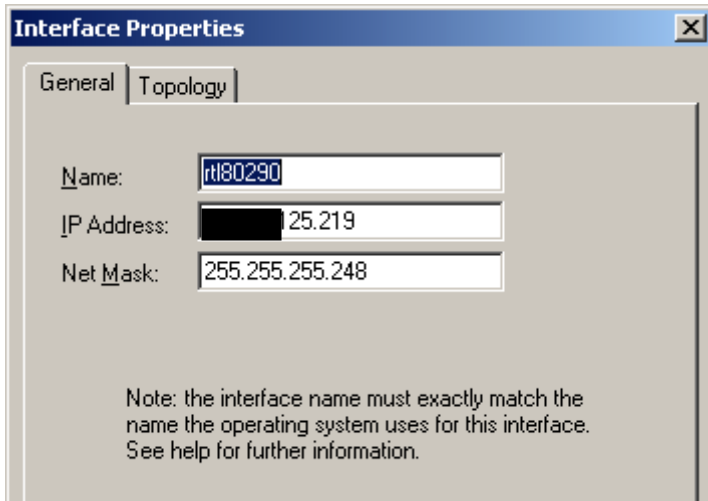 Interface Properties
General Topology
Name: rtl80290
IP Address: 125.219
Net Mask: 255.255.255.248
Note: the interface name must exactly match the
name the operating system uses for this interface.
See help for further information.